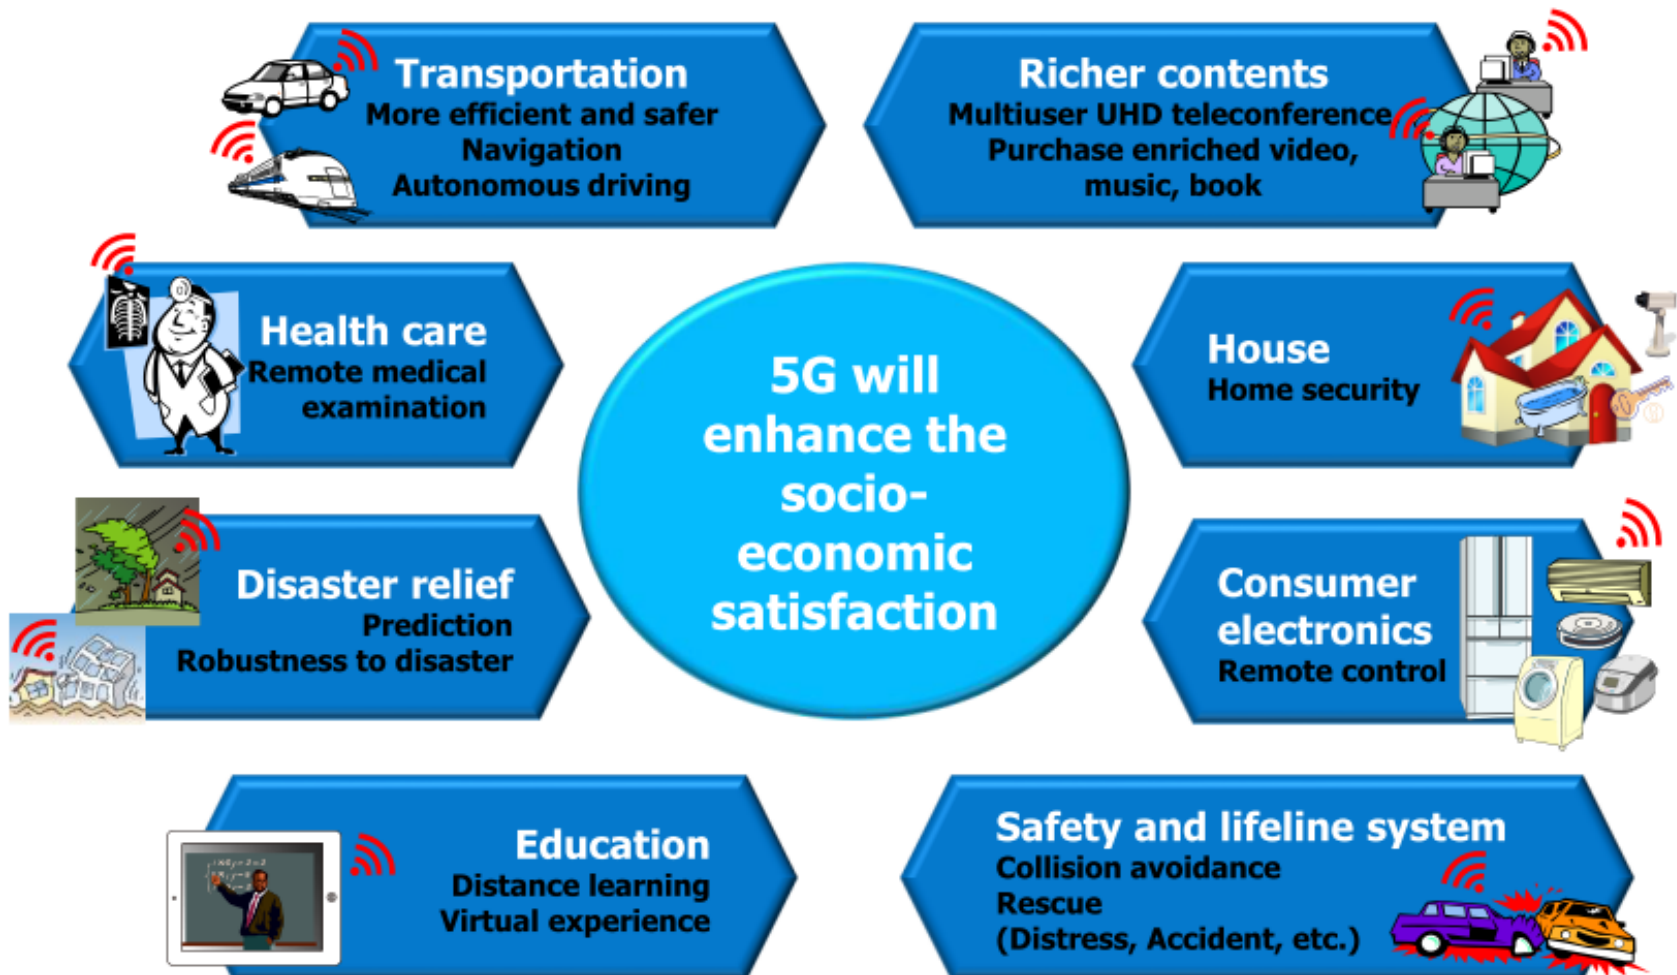 Transportation
More efficient and safer
Navigation
Autonomous driving
Richer contents
Multiuser UHD teleconference
Purchase enriched video,
music, book
Health care
Remote medical
examination
5G will
enhance the
socio-
economic
satisfaction
House
Home security
Disaster relief
Prediction
Robustness to disaster
Consumer
electronics
Remote control
Education
Distance learning
Virtual experience
Safety and lifeline system
Collision avoidance
Rescue
(Distress, Accident, etc.)